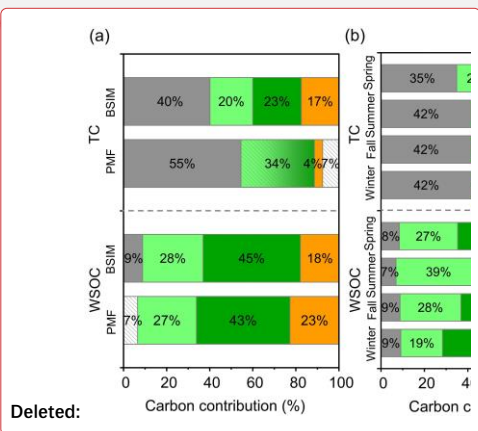 (a)
(b)
TC
BSIM
40%
20%
23%
17%
PMF
55%
34%
4%
7%
WSOC
BSIM
9%
28%
45%
18%
PMF
7%
27%
43%
23%
0 20 40 60 80 100
Carbon contribution (%)
TC
Spring
35%
2
Summer
42%
Fall
42%
Winter
42%
WSOC
Spring
8%
27%
Summer
7%
39%
Fall
9%
28%
Winter
9%
19%
0 20 4
Carbon c
Deleted: